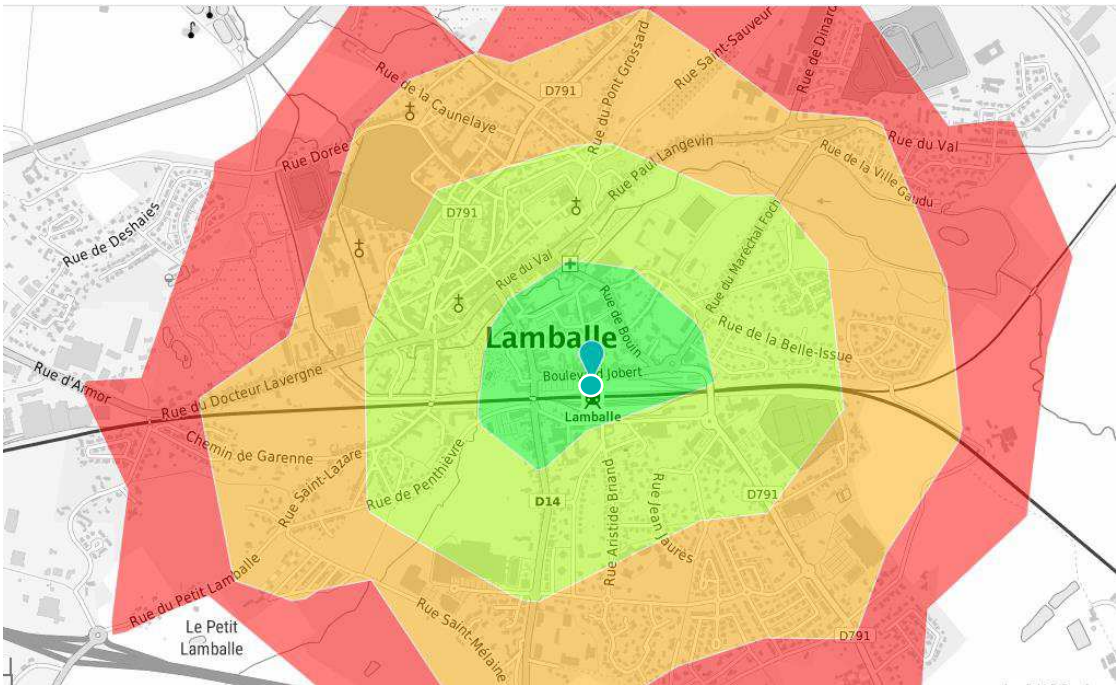 Rue de la Caunelaye
D791
Rue du Pont Grossard
Rue Saint-Sauveur
Rue de Dinard
Rue Dorée
Rue Paul Langevin
Rue du Val
Rue de la Ville Gaudu
Rue de Deshaies
D791
Rue du Val
Rue du Maréchal Foch
Rue de Bouin
Lamballe
Rue de la Belle-Issue
Rue d'Armor
Rue du Docteur Lavergne
Boulevard Jobert
Lamballe
Chemin de Garenne
Rue Saint-Lazare
Rue de Penthièvre
D14
Rue Aristide Briand
Rue Jean Jaurès
D791
Rue du Petit Lamballe
Le Petit
Lamballe
Rue Saint-Mélaine
D791